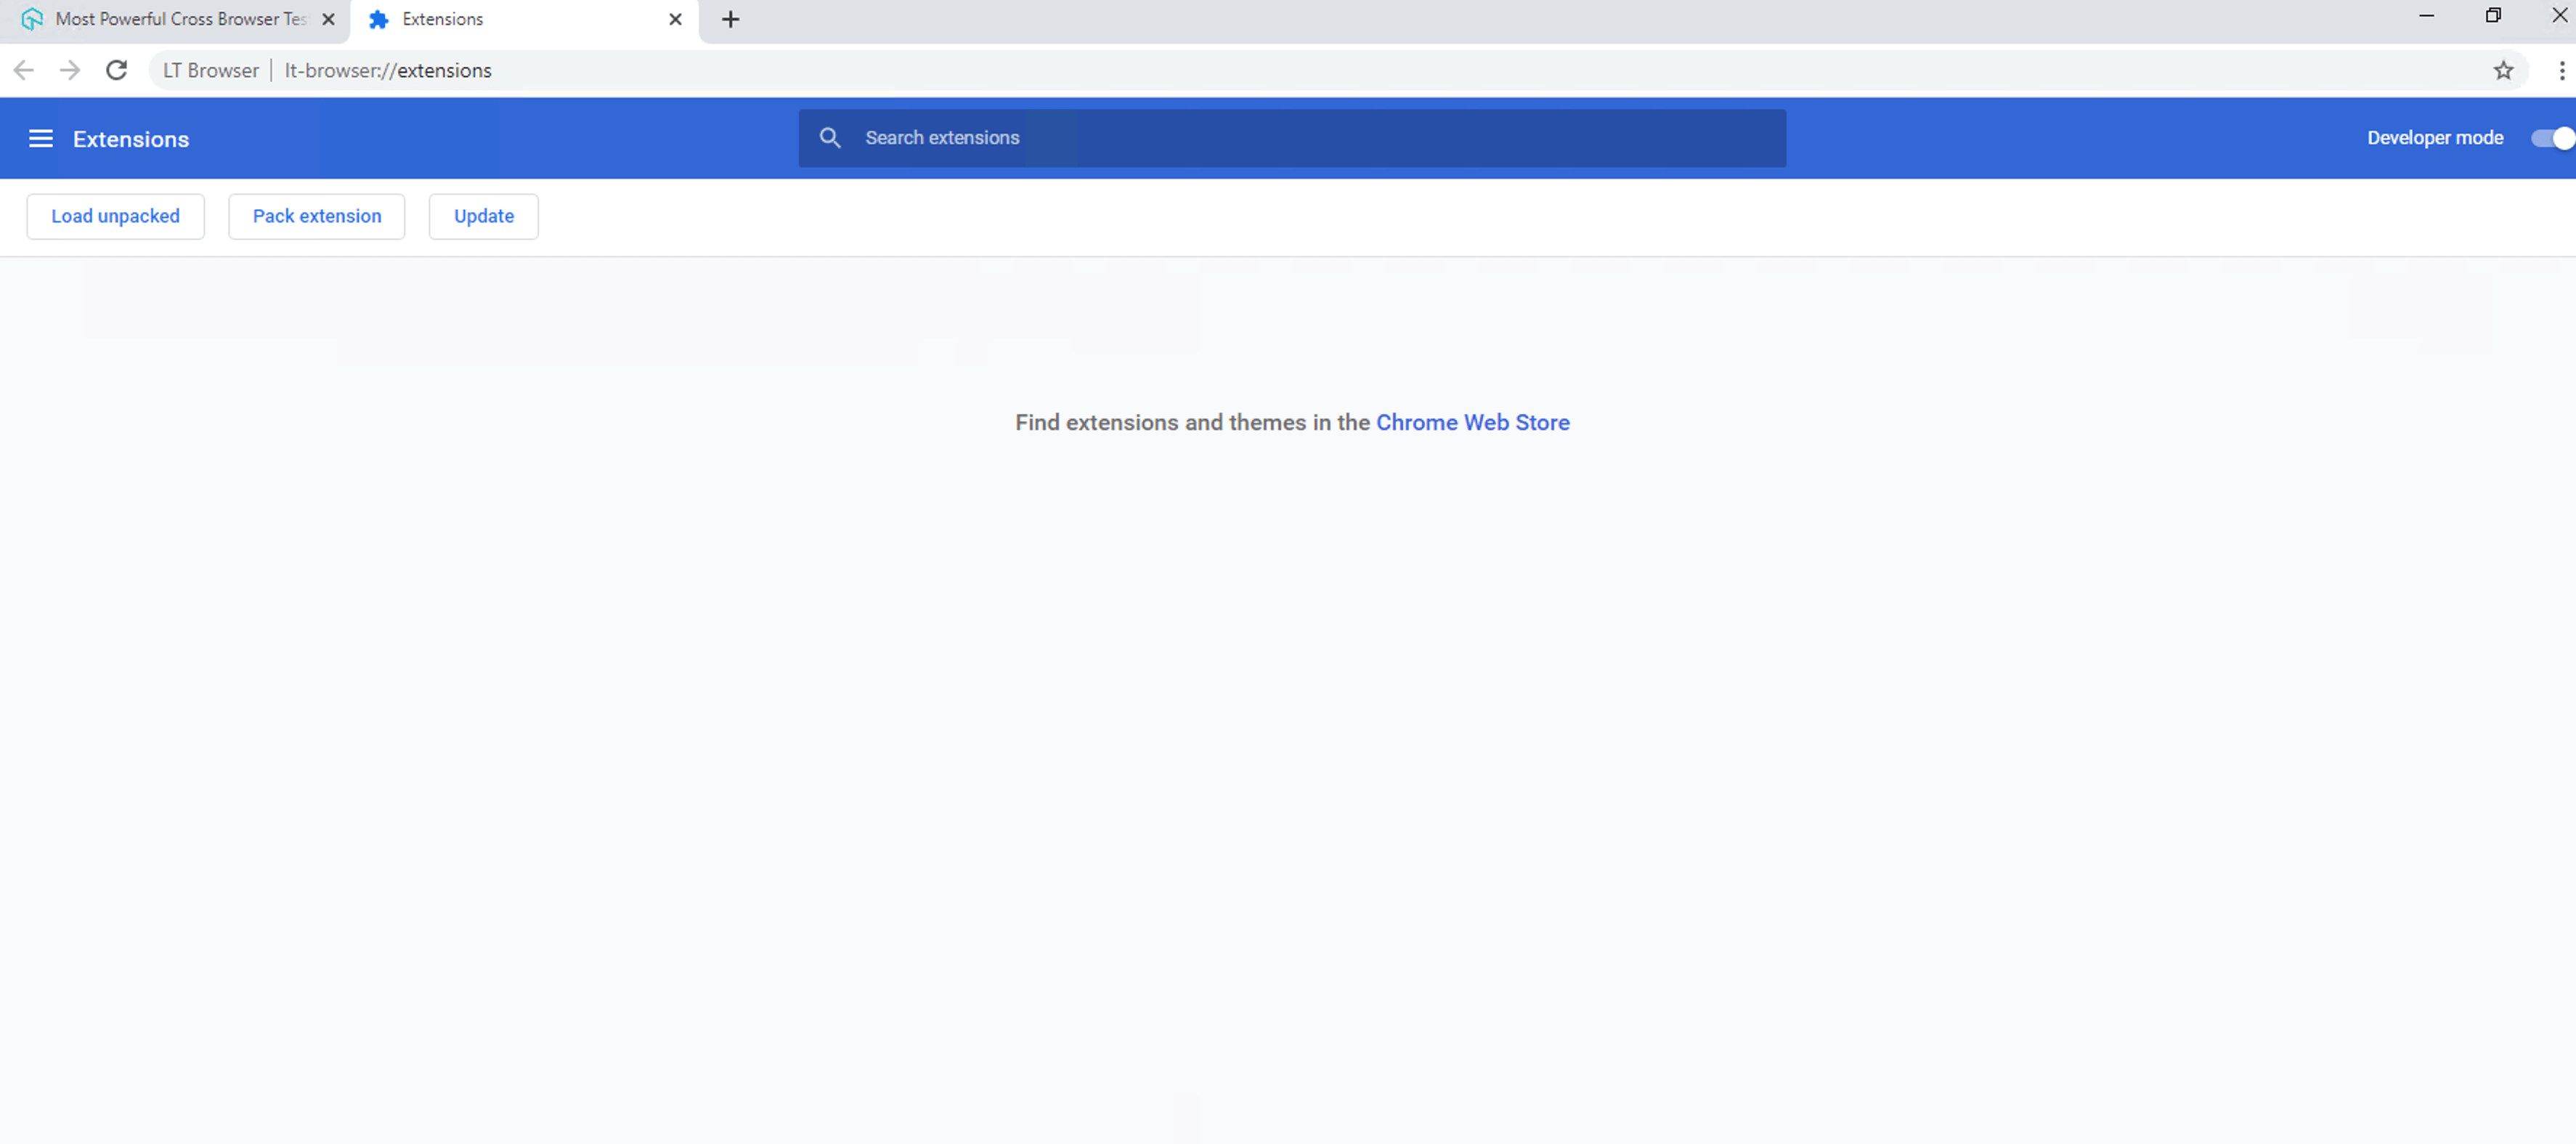 Most Powerful Cross Browser Tes
Extensions
LT Browser | lt-browser://extensions
Extensions
Search extensions
Developer mode
Load unpacked
Pack extension
Update
Find extensions and themes in the Chrome Web Store